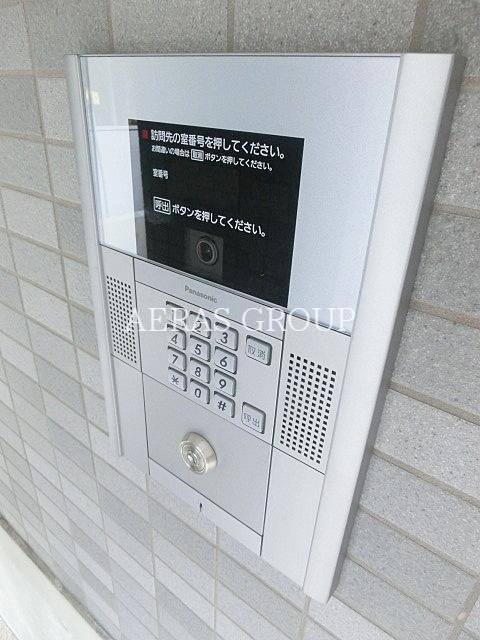 訪問先の室番号を押してください。
お間違いの場合は 取消 ボタンを押してください。
室番号
呼出 ボタンを押してください。
Panasonic
AERAS GROUP
3
4 5 6 取消
7 8 9
* 0 # 呼出